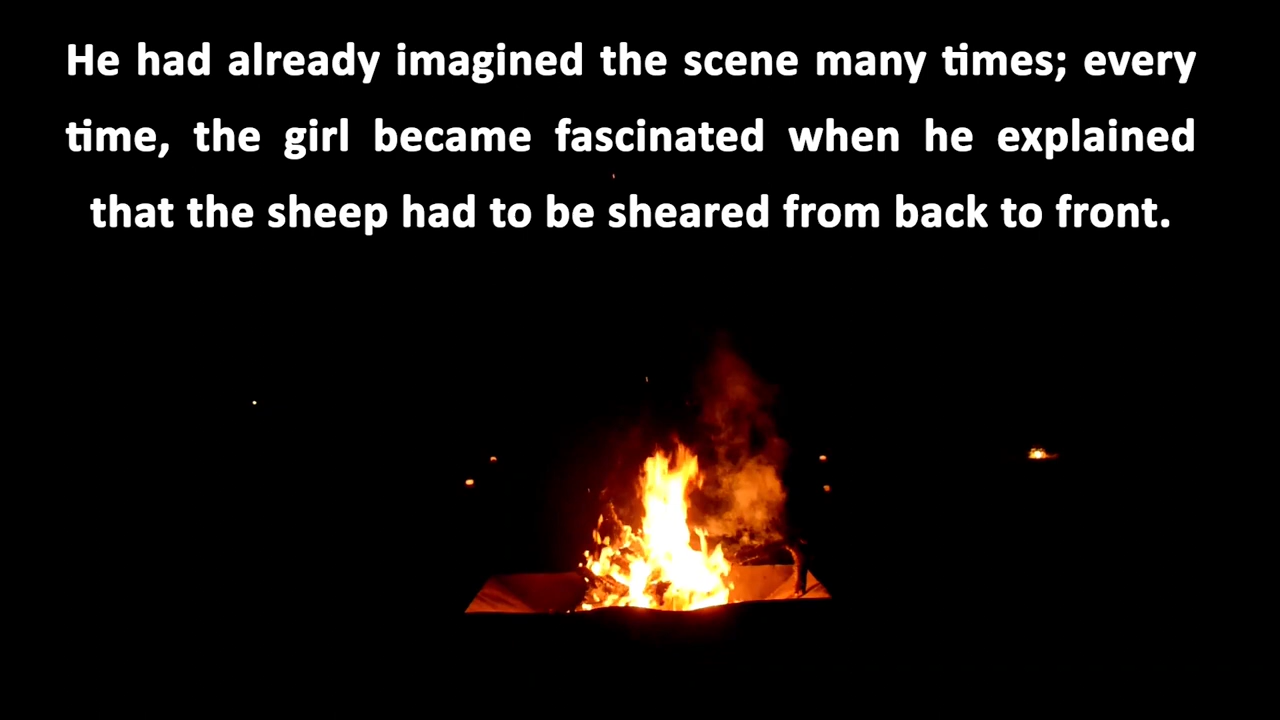 He had already imagined the scene many times; every
time, the girl became fascinated when he explained
that the sheep had to be sheared from back to front.